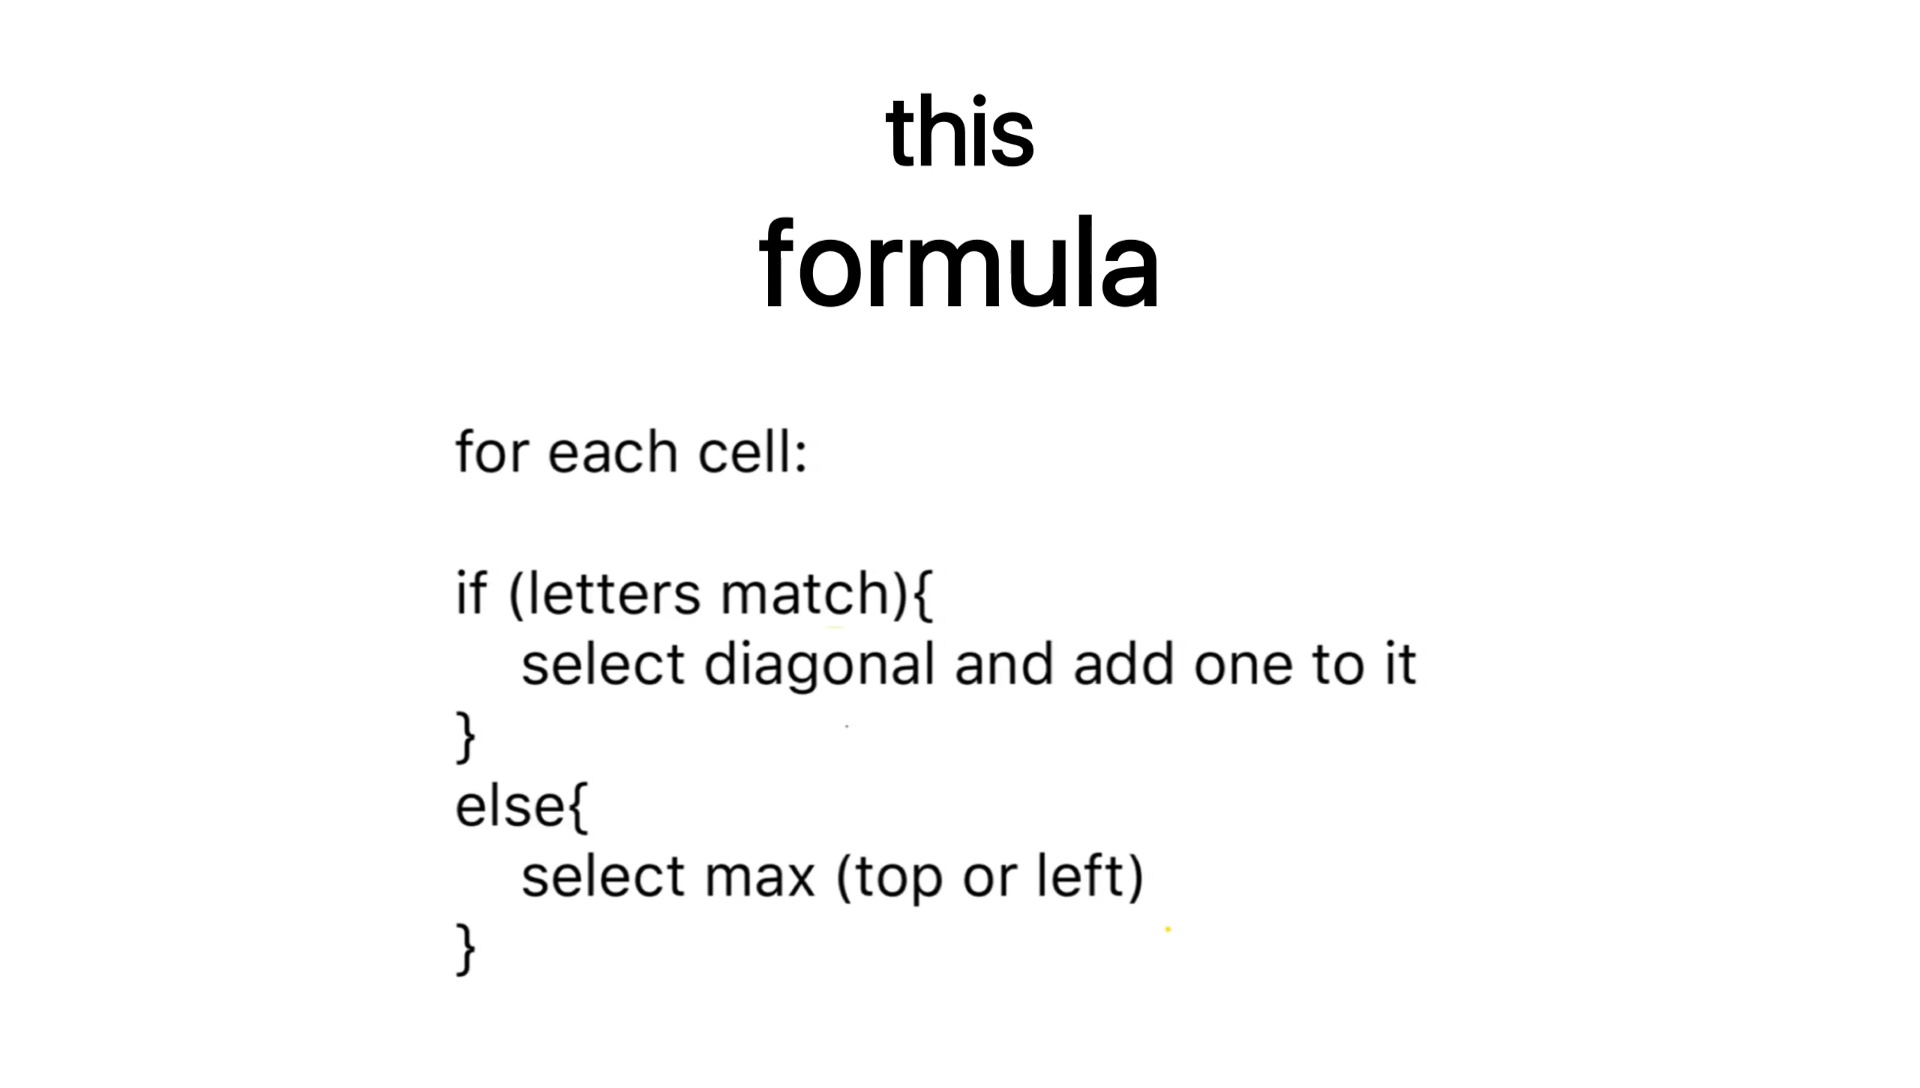 this
formula
for each cell:
if (letters match){
select diagonal and add one to it
}
else{
select max (top or left)
}